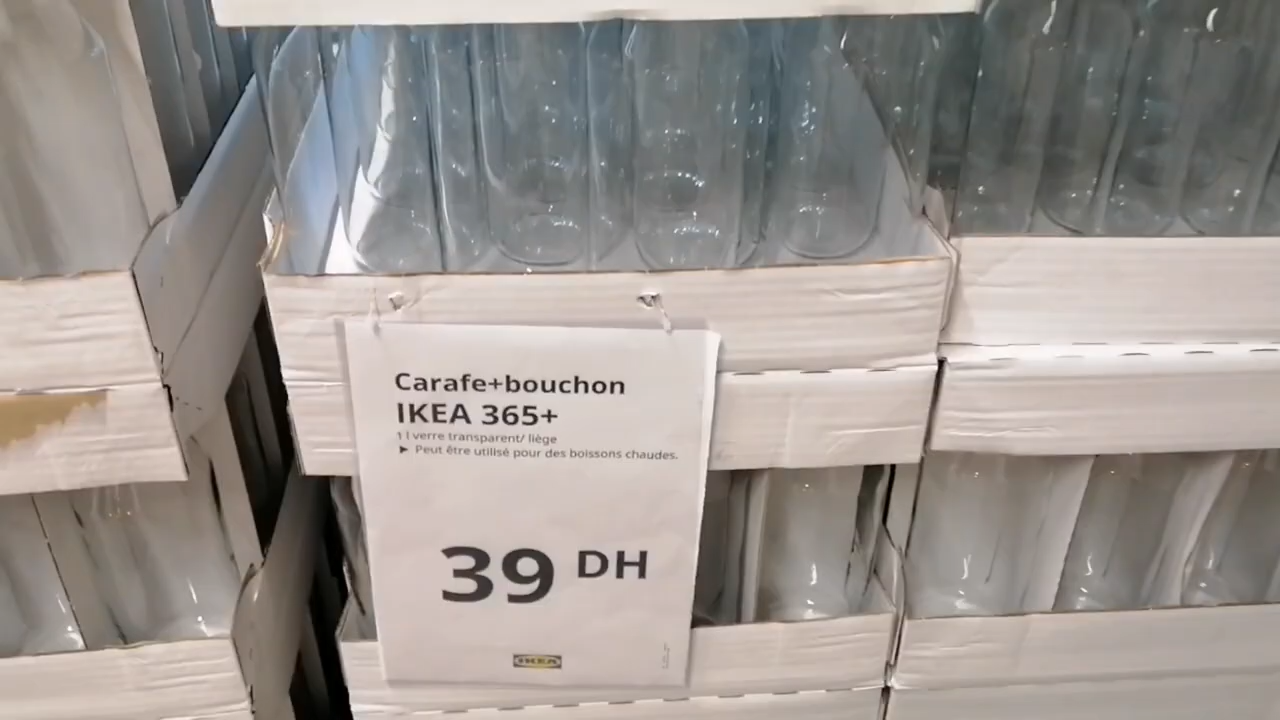 Carafe+bouchon
IKEA 365+
1 l verre transparent/ liège
► Peut être utilisé pour des boissons chaudes.
39 DH
IKEA